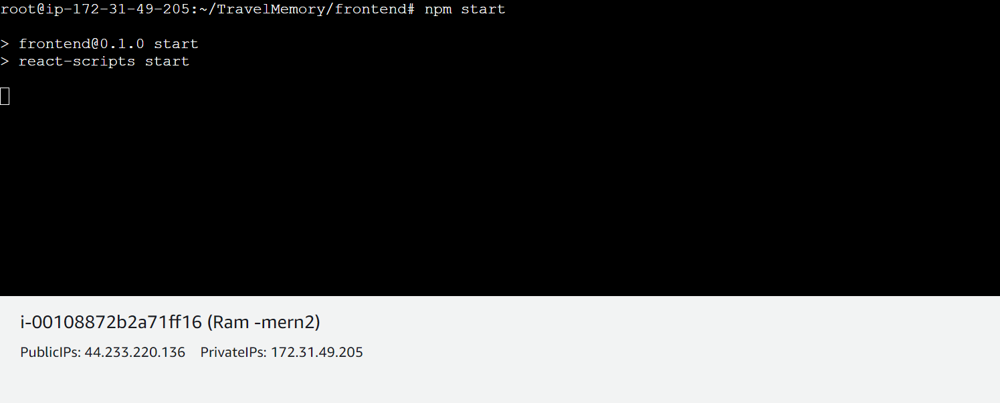 root@ip-172-31-49-205:~/TravelMemory/frontend# npm start
> frontend@0.1.0 start
> react-scripts start
i-00108872b2a71ff16 (Ram -mern2)
PublicIPs: 44.233.220.136 PrivateIPs: 172.31.49.205